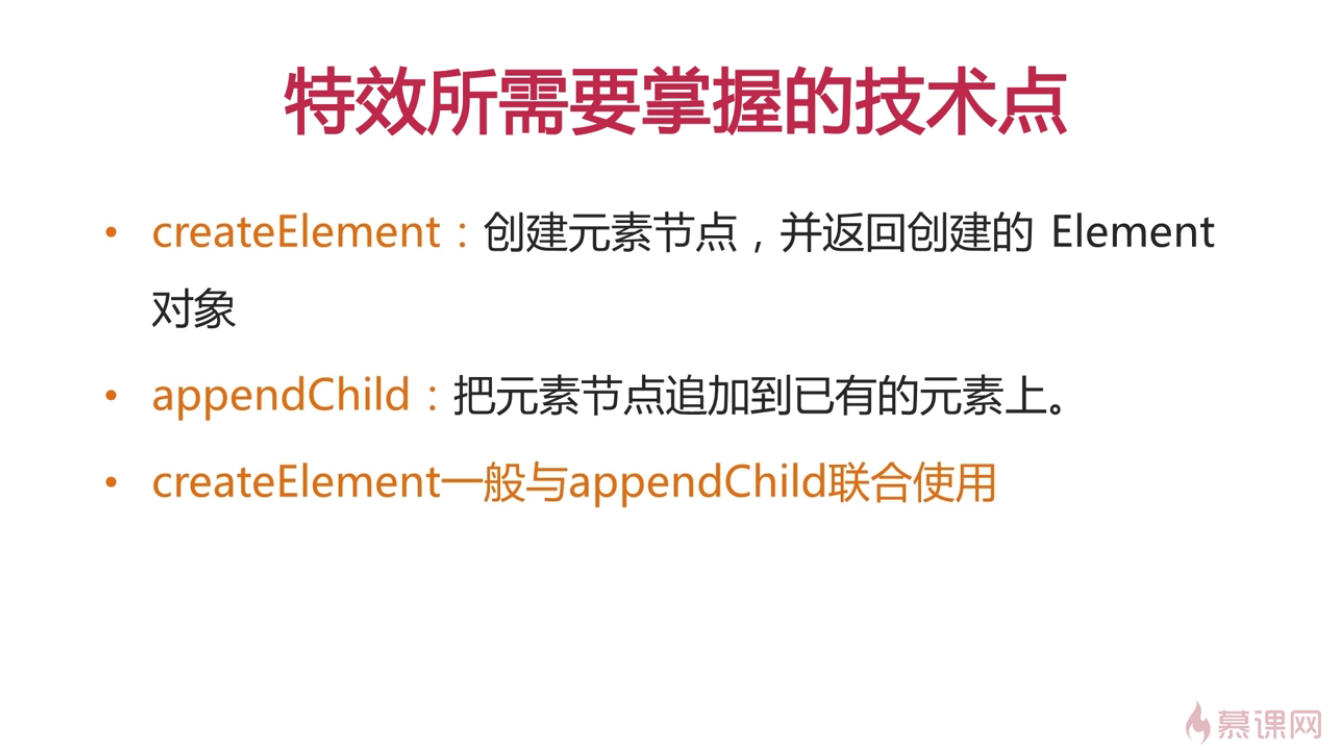 特效所需要掌握的技术点
• createElement：创建元素节点，并返回创建的 Element
对象
• appendChild：把元素节点追加到已有的元素上。
• createElement一般与appendChild联合使用
慕课网